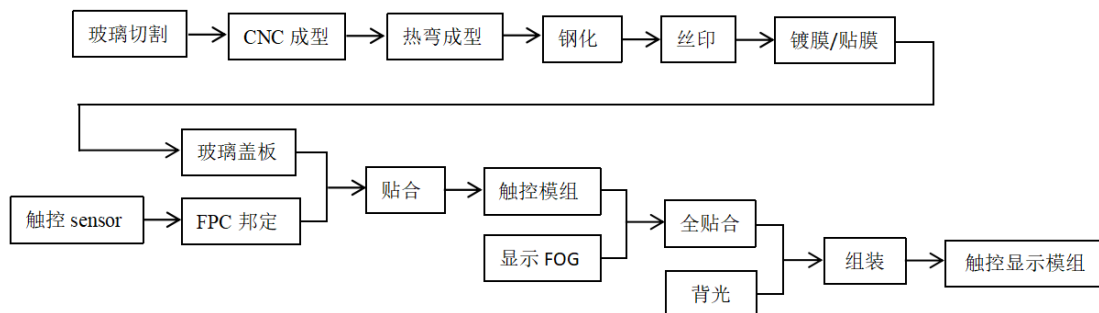 玻璃切割
CNC 成型
热弯成型
钢化
丝印
镀膜/贴膜
玻璃盖板
触控 sensor
FPC 邦定
贴合
触控模组
显示 FOG
全贴合
背光
组装
触控显示模组